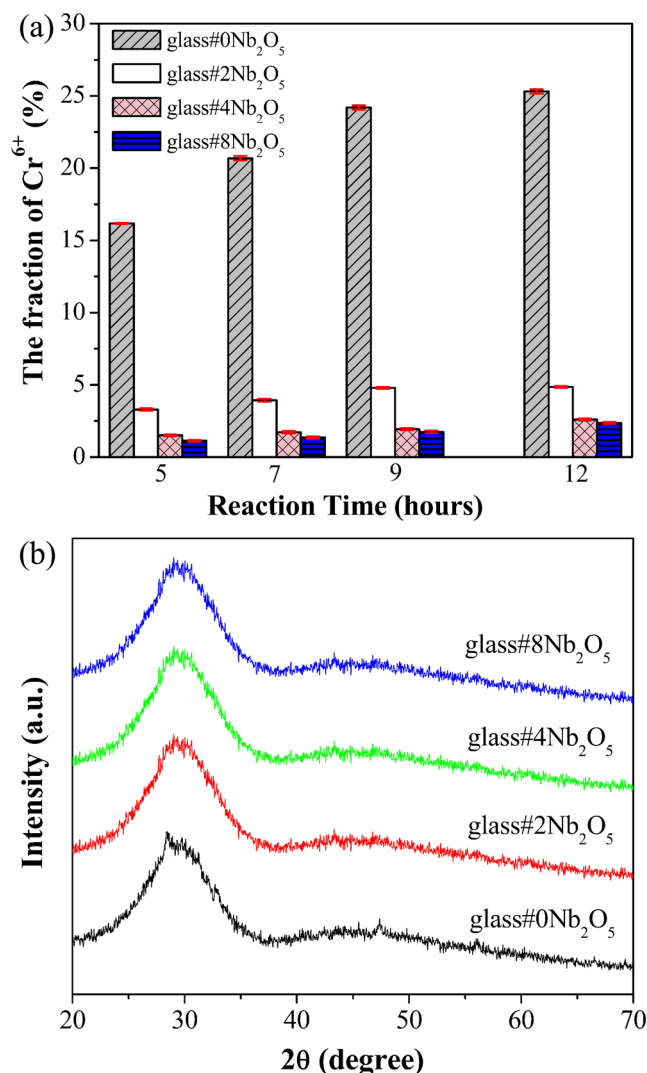 (a)
glass#0Nb₂O₅
glass#2Nb₂O₅
glass#4Nb₂O₅
glass#8Nb₂O₅
The fraction of Cr⁶⁺ (%)
30
25
20
15
10
5
0
5 7 9 12
Reaction Time (hours)
(b)
glass#8Nb₂O₅
glass#4Nb₂O₅
glass#2Nb₂O₅
glass#0Nb₂O₅
Intensity (a.u.)
20 30 40 50 60 70
2θ (degree)